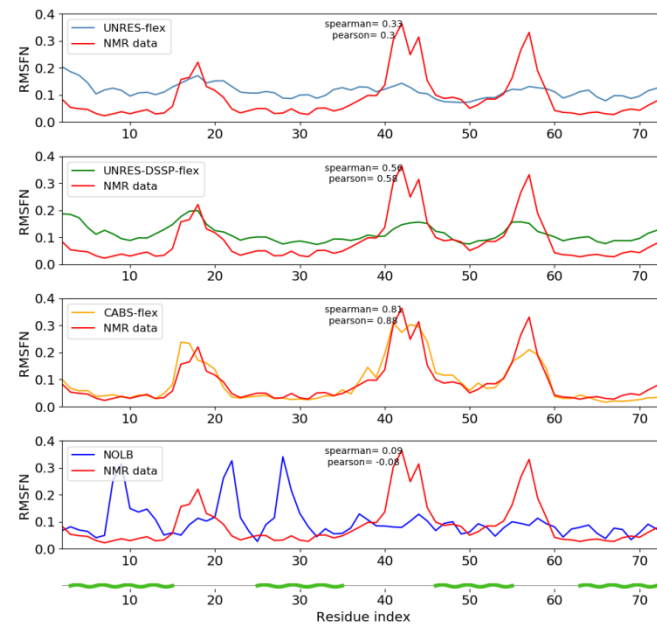 UNRES-flex
NMR data
spearman= 0.33
pearson= 0.3
RMSFN
0.4
0.3
0.2
0.1
0.0
10 20 30 40 50 60 70
UNRES-DSSP-flex
NMR data
spearman= 0.56
pearson= 0.58
RMSFN
0.4
0.3
0.2
0.1
0.0
10 20 30 40 50 60 70
CABS-flex
NMR data
spearman= 0.81
pearson= 0.88
RMSFN
0.4
0.3
0.2
0.1
0.0
10 20 30 40 50 60 70
NOLB
NMR data
spearman= 0.09
pearson= -0.08
RMSFN
0.4
0.3
0.2
0.1
0.0
10 20 30 40 50 60 70
Residue index